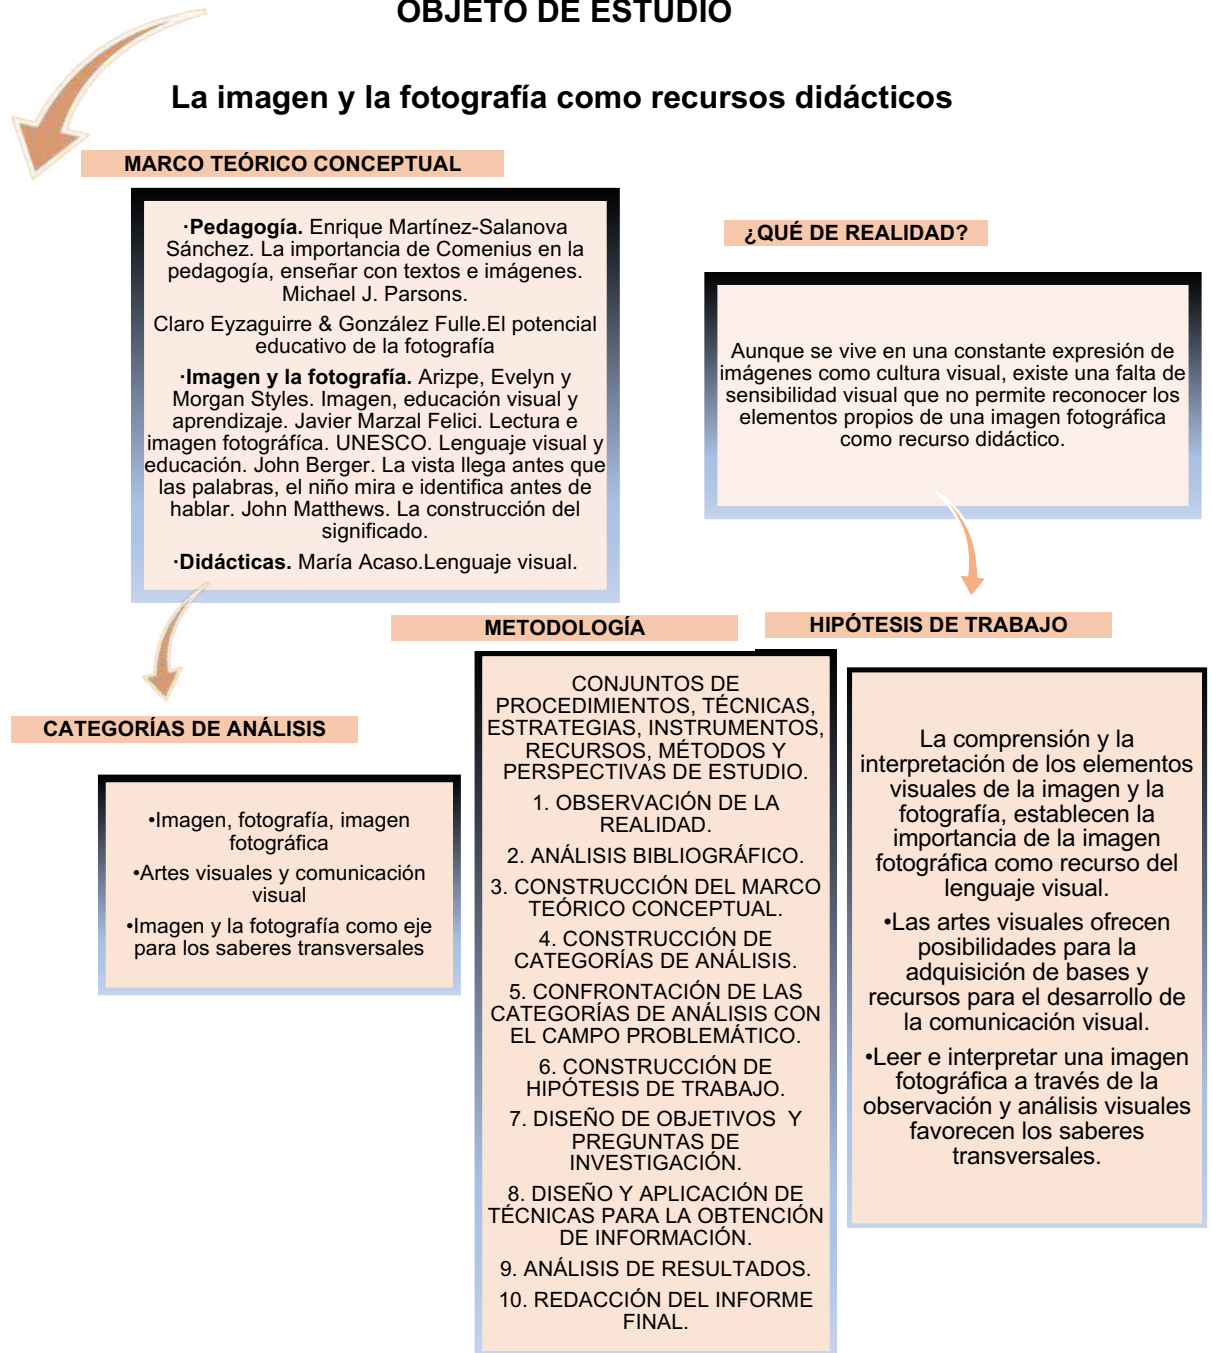 OBJETO DE ESTUDIO
La imagen y la fotografía como recursos didácticos
MARCO TEÓRICO CONCEPTUAL
·Pedagogía. Enrique Martínez-Salanova
Sánchez. La importancia de Comenius en la
pedagogía, enseñar con textos e imágenes.
Michael J. Parsons.
Claro Eyzaguirre & González Fulle.El potencial
educativo de la fotografía
·Imagen y la fotografía. Arizpe, Evelyn y
Morgan Styles. Imagen, educación visual y
aprendizaje. Javier Marzal Felici. Lectura e
imagen fotográfíca. UNESCO. Lenguaje visual y
educación. John Berger. La vista llega antes que
las palabras, el niño mira e identifica antes de
hablar. John Matthews. La construcción del
significado.
·Didácticas. María Acaso.Lenguaje visual.
¿QUÉ DE REALIDAD?
Aunque se vive en una constante expresión de
imágenes como cultura visual, existe una falta de
sensibilidad visual que no permite reconocer los
elementos propios de una imagen fotográfica
como recurso didáctico.
CATEGORÍAS DE ANÁLISIS
•Imagen, fotografía, imagen
fotográfica
•Artes visuales y comunicación
visual
•Imagen y la fotografía como eje
para los saberes transversales
METODOLOGÍA
CONJUNTOS DE
PROCEDIMIENTOS, TÉCNICAS,
ESTRATEGIAS, INSTRUMENTOS,
RECURSOS, MÉTODOS Y
PERSPECTIVAS DE ESTUDIO.
1. OBSERVACIÓN DE LA
REALIDAD.
2. ANÁLISIS BIBLIOGRÁFICO.
3. CONSTRUCCIÓN DEL MARCO
TEÓRICO CONCEPTUAL.
4. CONSTRUCCIÓN DE
CATEGORÍAS DE ANÁLISIS.
5. CONFRONTACIÓN DE LAS
CATEGORÍAS DE ANÁLISIS CON
EL CAMPO PROBLEMÁTICO.
6. CONSTRUCCIÓN DE
HIPÓTESIS DE TRABAJO.
7. DISEÑO DE OBJETIVOS Y
PREGUNTAS DE
INVESTIGACIÓN.
8. DISEÑO Y APLICACIÓN DE
TÉCNICAS PARA LA OBTENCIÓN
DE INFORMACIÓN.
9. ANÁLISIS DE RESULTADOS.
10. REDACCIÓN DEL INFORME
FINAL.
HIPÓTESIS DE TRABAJO
La comprensión y la
interpretación de los elementos
visuales de la imagen y la
fotografía, establecen la
importancia de la imagen
fotográfica como recurso del
lenguaje visual.
•Las artes visuales ofrecen
posibilidades para la
adquisición de bases y
recursos para el desarrollo de
la comunicación visual.
•Leer e interpretar una imagen
fotográfica a través de la
observación y análisis visuales
favorecen los saberes
transversales.